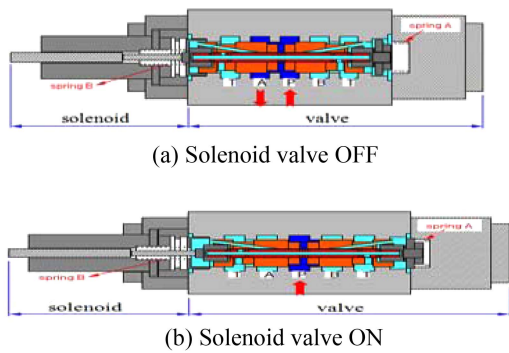 spring A
spring B
T A P B T
solenoid
valve
(a) Solenoid valve OFF
spring A
spring B
T A P B T
solenoid
valve
(b) Solenoid valve ON